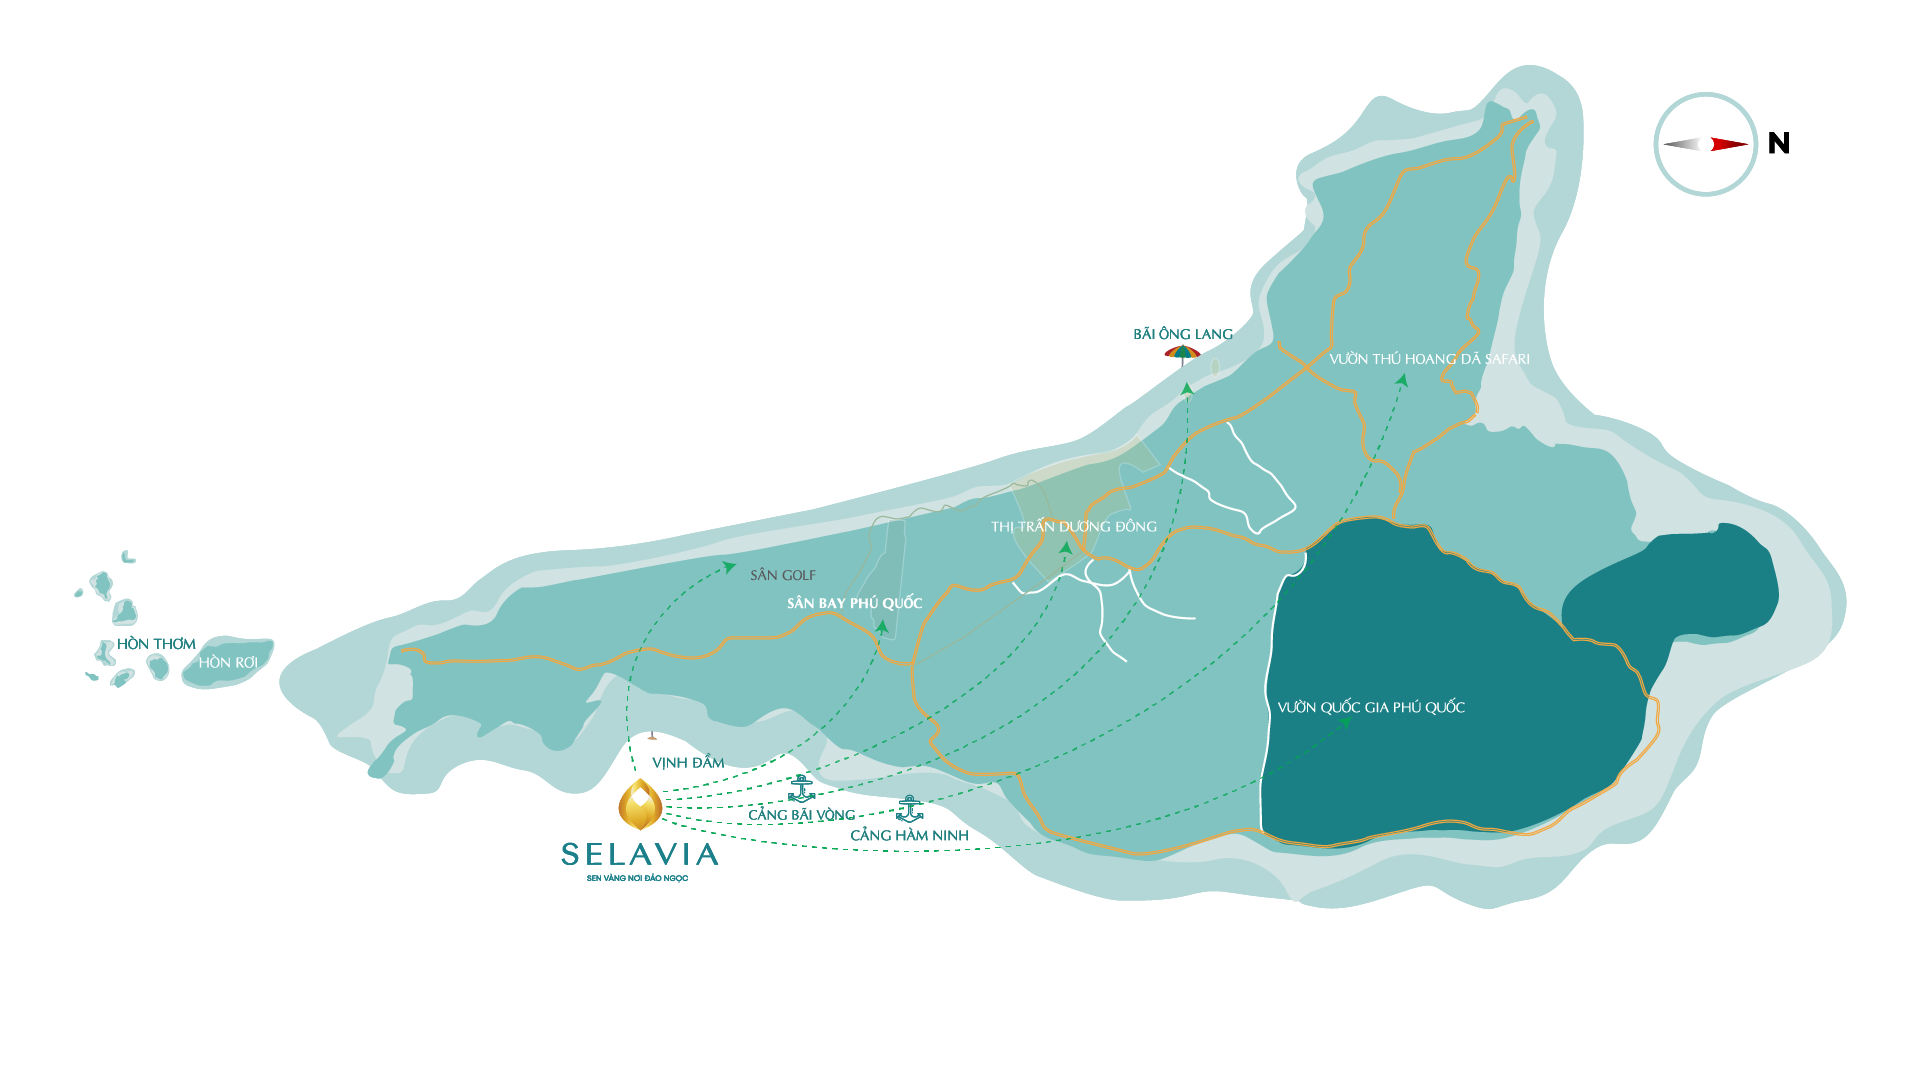 N
BÃI ÔNG LANG
VƯỜN THÚ HOANG DÃ SAFARI
THỊ TRẤN DƯƠNG ĐÔNG
SÂN GOLF
SÂN BAY PHÚ QUỐC
HÒN THƠM
HÒN RƠI
VƯỜN QUỐC GIA PHÚ QUỐC
VỊNH ĐẦM
CẢNG BÃI VÒNG
CẢNG HÀM NINH
SELAVIA
SEN VÀNG NƠI ĐẢO NGỌC